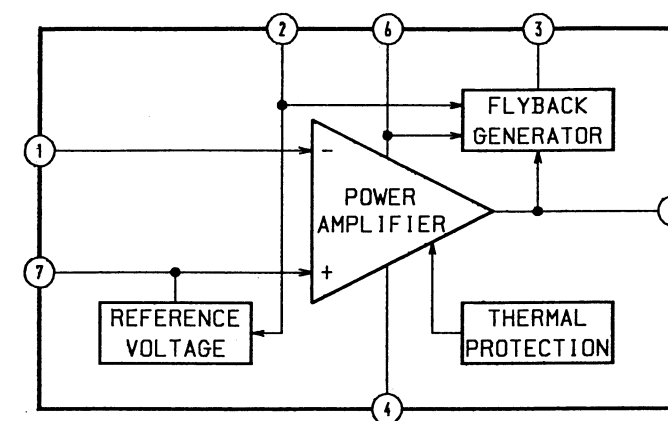 2
6
3
FLYBACK
GENERATOR
1
-
POWER
AMPLIFIER
7
+
REFERENCE
VOLTAGE
THERMAL
PROTECTION
4